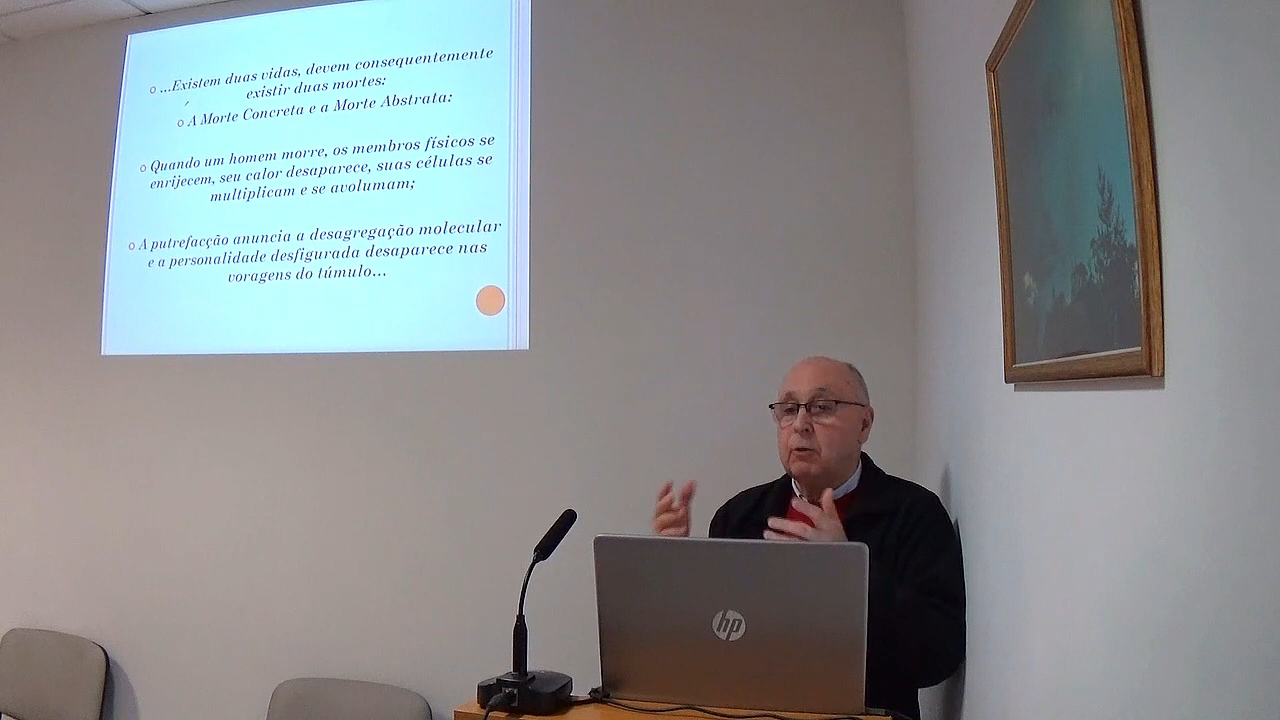 ...Existem duas vidas, devem consequentemente
existir duas mortes:
A Morte Concreta e a Morte Abstrata:
Quando um homem morre, os membros físicos se
enrijecem, seu calor desaparece, suas células se
multiplicam e se avolumam;
A putrefacção anuncia a desagregação molecular
e a personalidade desfigurada desaparece nas
voragens do túmulo...
hp